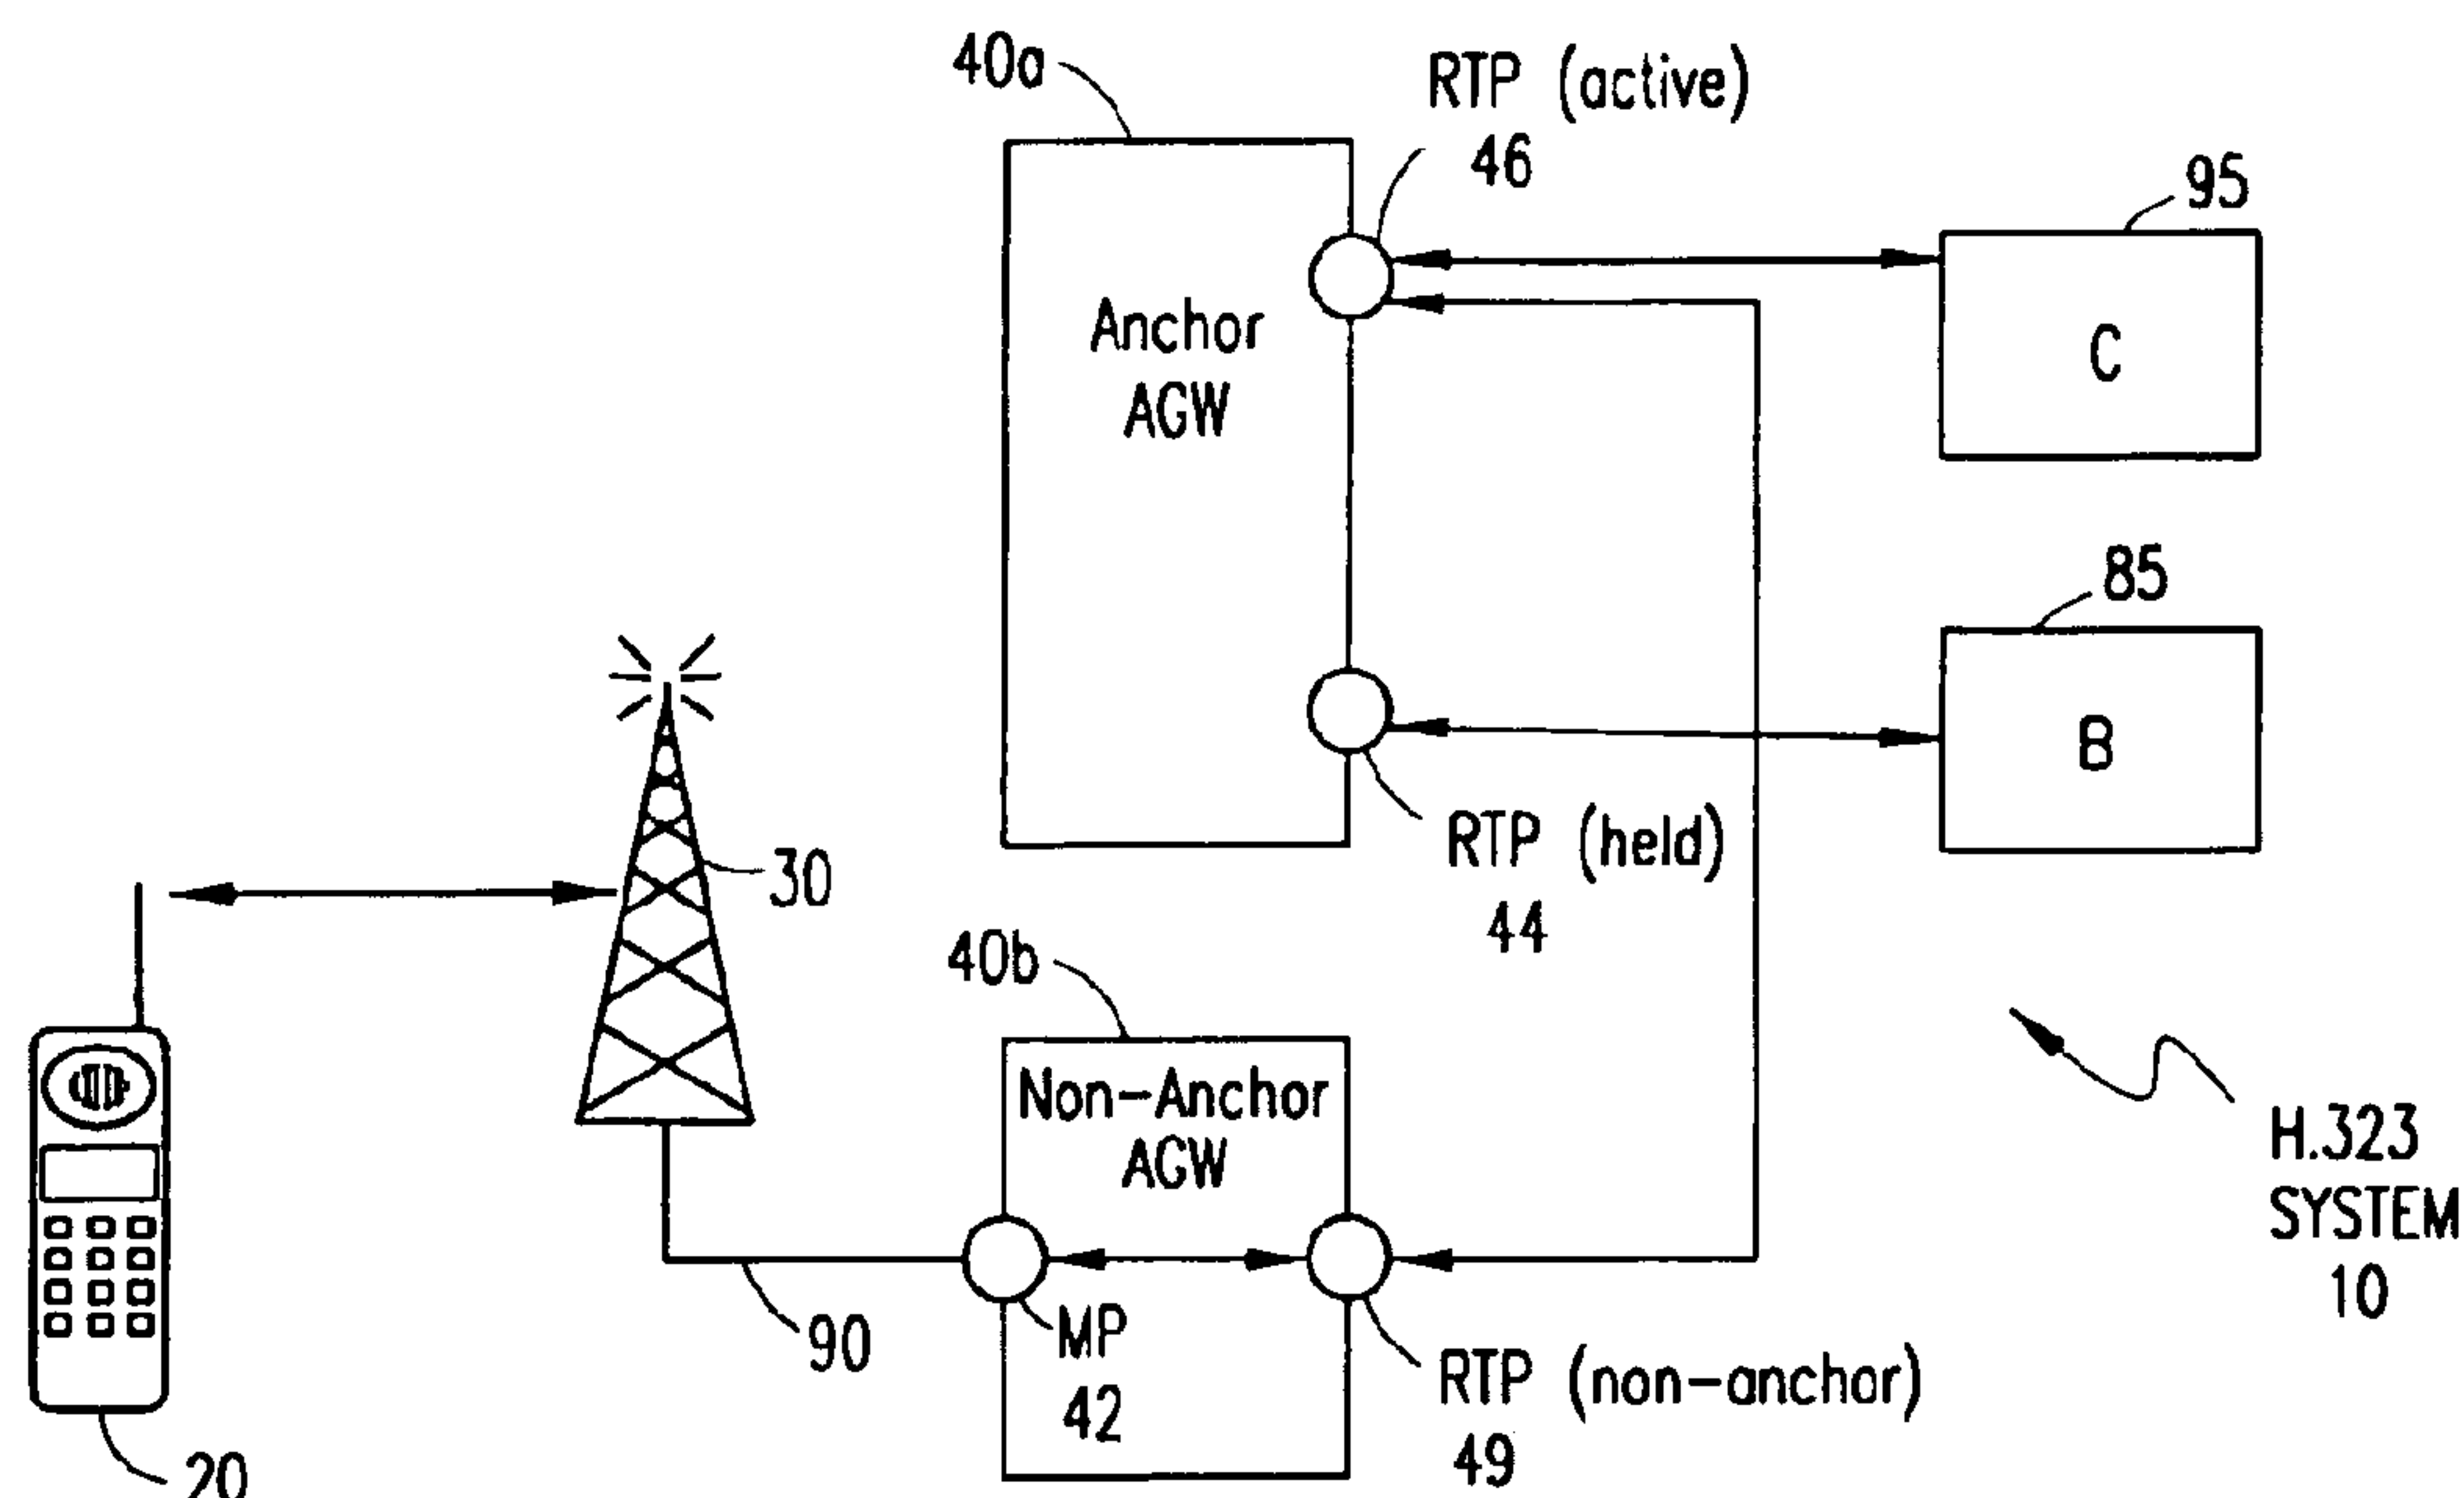 40a
RTP (active)
46
95
Anchor
AGW
C
85
B
RTP (held)
44
30
40b
Non-Anchor
AGW
H.323
SYSTEM
10
90
MP
42
RTP (non-anchor)
49
20